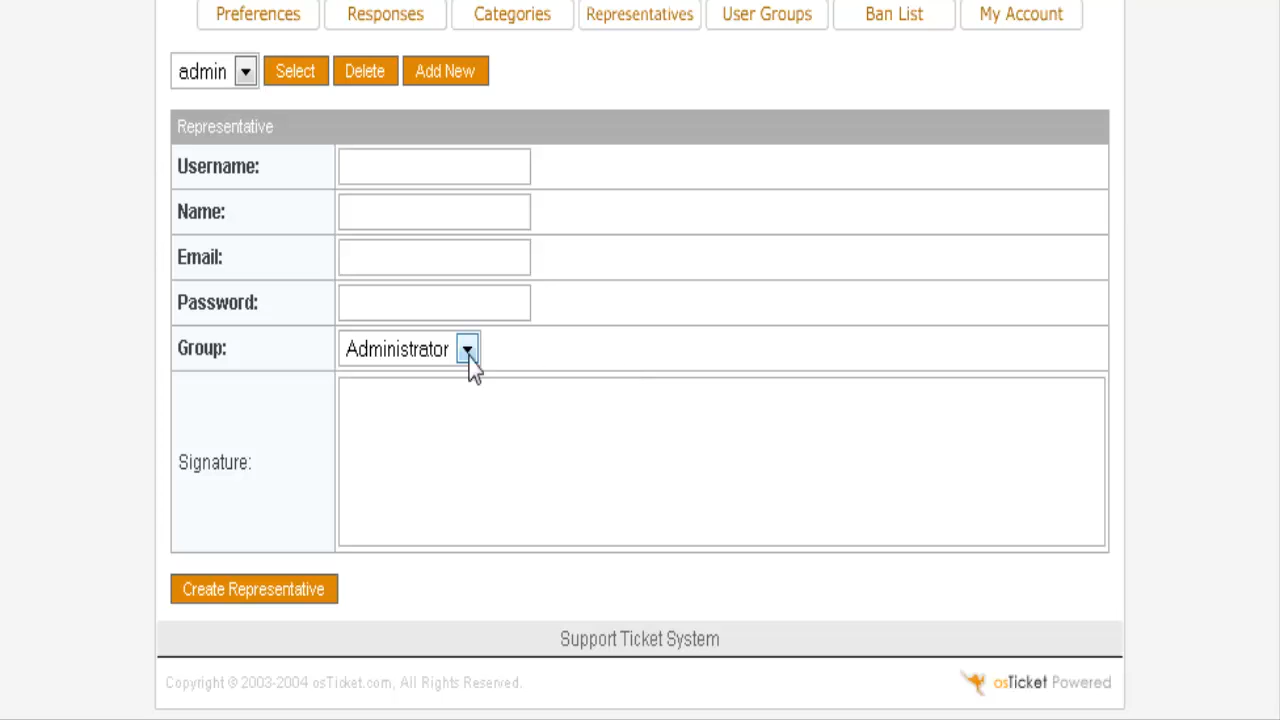 Preferences Responses Categories Representatives User Groups Ban List My Account
admin Select Delete Add New
Representative
Username:
Name:
Email:
Password:
Group: Administrator
Signature:
Create Representative
Support Ticket System
Copyright © 2003-2004 osTicket.com, All Rights Reserved. osTicket Powered